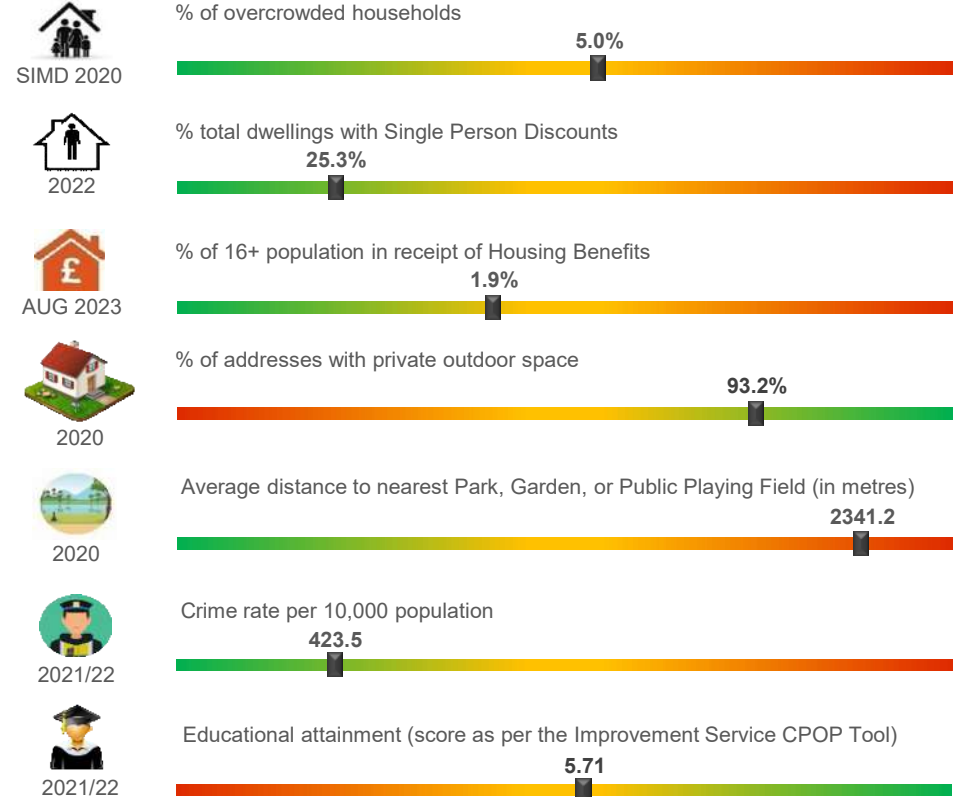 % of overcrowded households
5.0%
SIMD 2020
% total dwellings with Single Person Discounts
25.3%
2022
% of 16+ population in receipt of Housing Benefits
1.9%
£
AUG 2023
% of addresses with private outdoor space
93.2%
2020
Average distance to nearest Park, Garden, or Public Playing Field (in metres)
2341.2
2020
Crime rate per 10,000 population
423.5
2021/22
Educational attainment (score as per the Improvement Service CPOP Tool)
5.71
2021/22